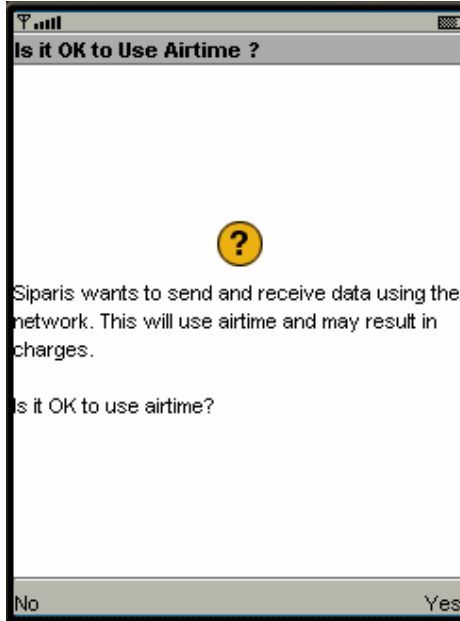 Is it OK to Use Airtime ?
?
Siparis wants to send and receive data using the
network. This will use airtime and may result in
charges.
Is it OK to use airtime?
No Yes